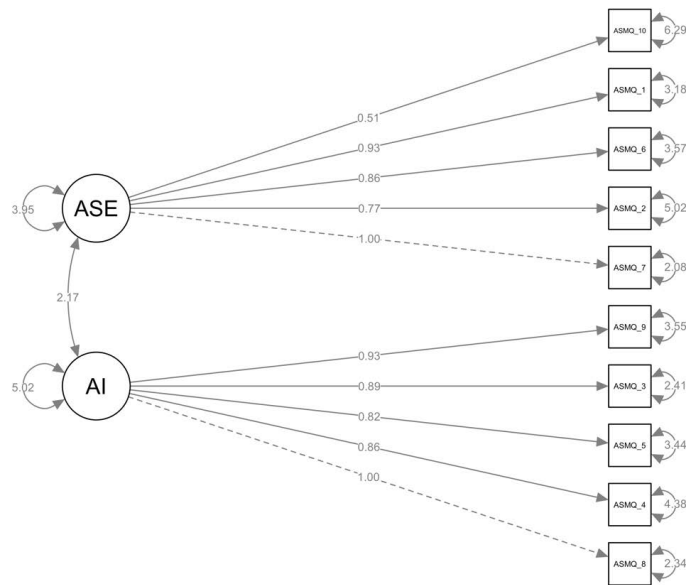 ASMQ_10
6.29
ASMQ_1
3.18
0.51
0.93
ASMQ_6
3.57
0.86
3.95
ASE
0.77
ASMQ_2
5.02
1.00
ASMQ_7
2.08
2.17
ASMQ_9
3.55
0.93
5.02
AI
0.89
ASMQ_3
2.41
0.82
ASMQ_5
3.44
0.86
1.00
ASMQ_4
4.38
ASMQ_8
2.34